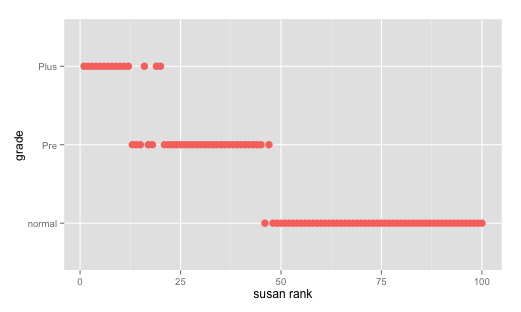 Plus
Pre
normal
grade
0 25 50 75 100
susan rank